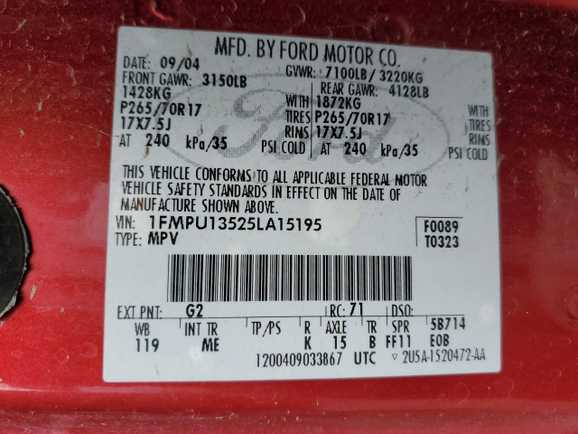 MFD. BY FORD MOTOR CO.
DATE: 09/04 GVWR: 7100LB/ 3220KG
FRONT GAWR: 3150LB REAR GAWR: 4128LB
1428KG WITH 1872KG WITH
P265/70R17 TIRES P265/70R17 TIRES
17X7.5J RIMS 17X7.5J RIMS
AT 240 kPa/35 PSI COLD AT 240 kPa/35 PSI COLD
Ford
THIS VEHICLE CONFORMS TO ALL APPLICABLE FEDERAL MOTOR
VEHICLE SAFETY STANDARDS IN EFFECT ON THE DATE OF
MANUFACTURE SHOWN ABOVE.
VIN: 1FMPU13525LA15195 F0089
TYPE: MPV T0323
EXT PNT: G2 RC: 71 DSO:
WB INT TR TP/PS R AXLE TR SPR 5B714
119 ME K 15 B FF11 E0B
1200409033867 UTC ▽ 2U5A-1520472-AA